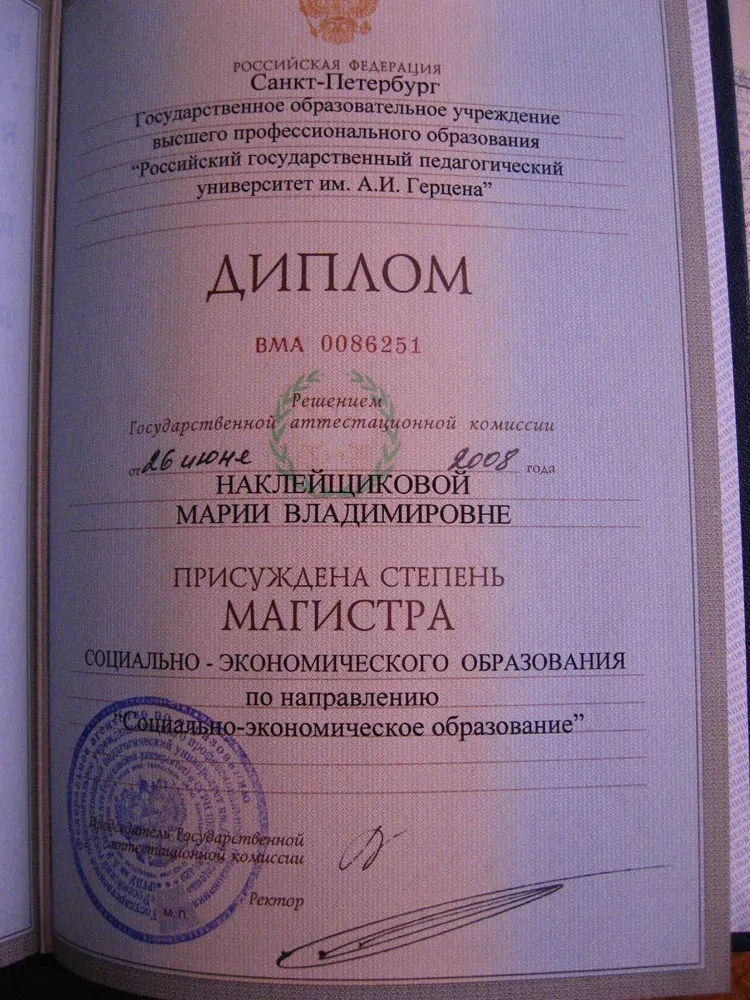 РОССИЙСКАЯ ФЕДЕРАЦИЯ
Санкт-Петербург
Государственное образовательное учреждение
высшего профессионального образования
“Российский государственный педагогический
университет им. А.И. Герцена”
ДИПЛОМ
ВМА 0086251
Решением
Государственной аттестационной комиссии
от 26 июне 2008 года
НАКЛЕЙЩИКОВОЙ
МАРИИ ВЛАДИМИРОВНЕ
ПРИСУЖДЕНА СТЕПЕНЬ
МАГИСТРА
СОЦИАЛЬНО - ЭКОНОМИЧЕСКОГО ОБРАЗОВАНИЯ
по направлению
“Социально-экономическое образование”
Председатель Государственной
аттестационной комиссии
Ректор
М.П.